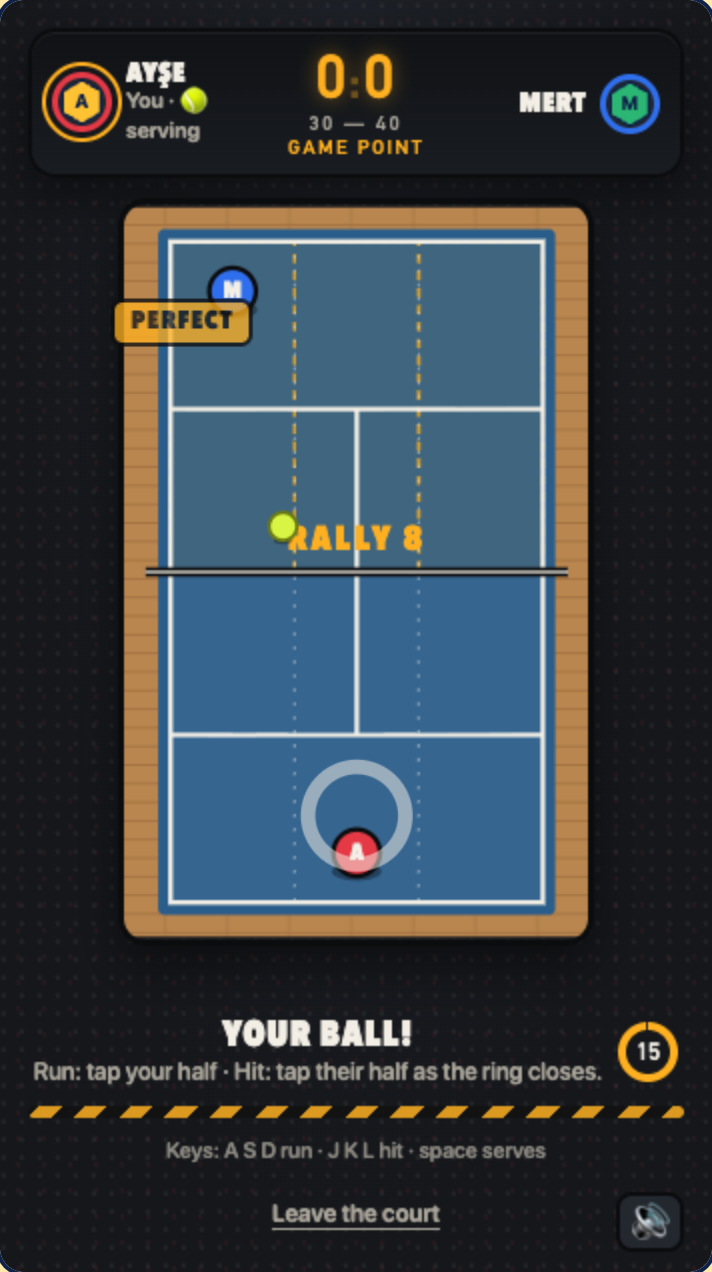 A
AYŞE
You · 🎾
serving
0:0
30 — 40
GAME POINT
MERT
M
M
PERFECT
RALLY 8
A
YOUR BALL!
Run: tap your half · Hit: tap their half as the ring closes.
15
Keys: A S D run · J K L hit · space serves
Leave the court